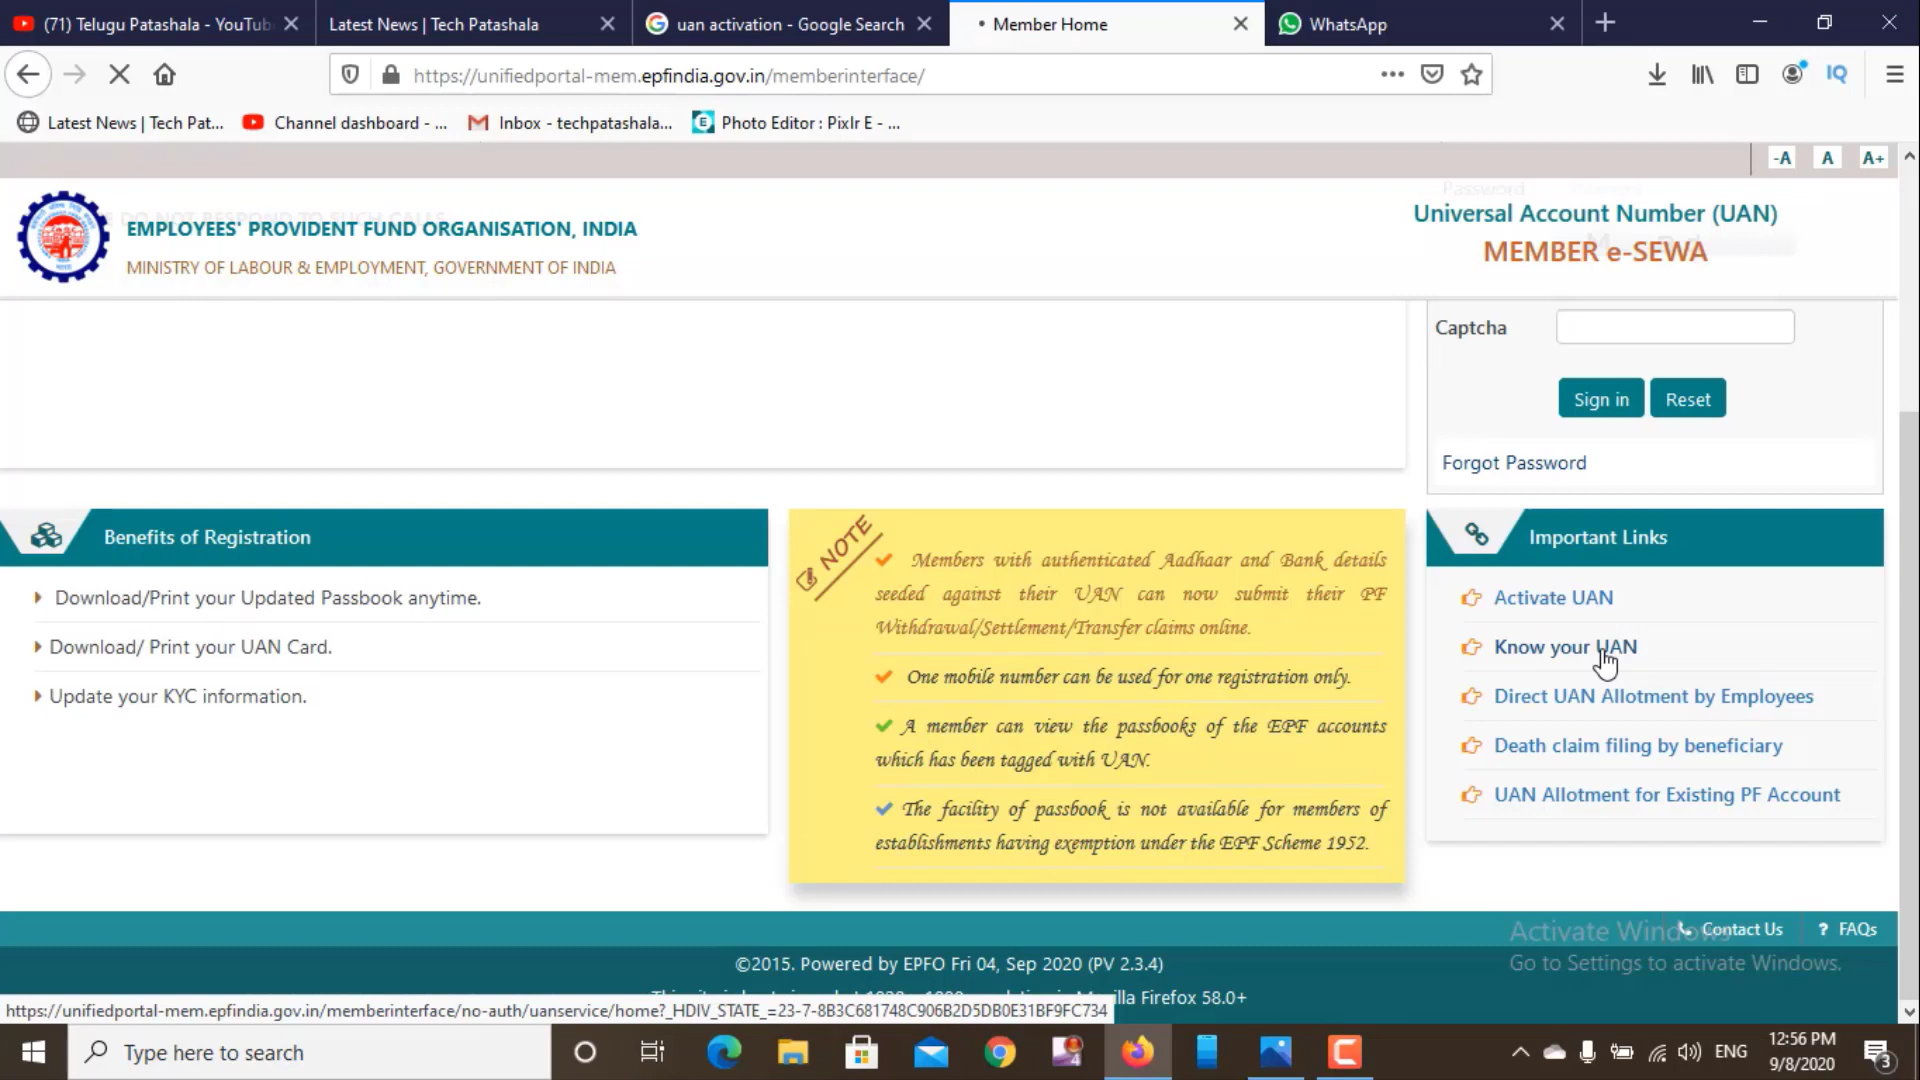 (71) Telugu Patashala - YouTub
Latest News | Tech Patashala
uan activation - Google Search
Member Home
WhatsApp
https://unifiedportal-mem.epfindia.gov.in/memberinterface/
IQ
Latest News | Tech Pat...
Channel dashboard - ...
Inbox - techpatashala...
Photo Editor : Pixlr E - ...
-A A A+
Password
DO NOT RESPOND TO SUCH CALLS
EMPLOYEES' PROVIDENT FUND ORGANISATION, INDIA
MINISTRY OF LABOUR & EMPLOYMENT, GOVERNMENT OF INDIA
Universal Account Number (UAN)
MEMBER e-SEWA
Captcha
Sign in Reset
Forgot Password
Benefits of Registration
Download/Print your Updated Passbook anytime.
Download/ Print your UAN Card.
Update your KYC information.
NOTE
Members with authenticated Aadhaar and Bank details
seeded against their UAN can now submit their PF
Withdrawal/Settlement/Transfer claims online.
One mobile number can be used for one registration only.
A member can view the passbooks of the EPF accounts
which has been tagged with UAN.
The facility of passbook is not available for members of
establishments having exemption under the EPF Scheme 1952.
Important Links
Activate UAN
Know your UAN
Direct UAN Allotment by Employees
Death claim filing by beneficiary
UAN Allotment for Existing PF Account
Contact Us
? FAQs
Activate Windows
Go to Settings to activate Windows.
©2015. Powered by EPFO Fri 04, Sep 2020 (PV 2.3.4)
lla Firefox 58.0+
https://unifiedportal-mem.epfindia.gov.in/memberinterface/no-auth/uanservice/home?_HDIV_STATE_=23-7-8B3C681748C906B2D5DB0E31BF9FC734
Type here to search
ENG
12:56 PM
9/8/2020
3